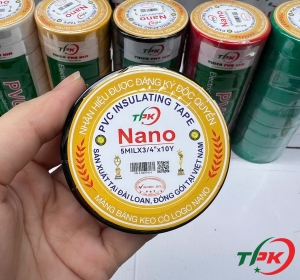 NHÃN HIỆU ĐƯỢC ĐĂNG KÝ ĐỘC QUYỀN
PVC INSULATING TAPE
TPK
Nano
5MILX3/4"x10Y
SẢN XUẤT TẠI ĐÀI LOAN, ĐÓNG GÓI TẠI VIỆT NAM
MÀNG BĂNG KEO CÓ LOGO NANO
TPK